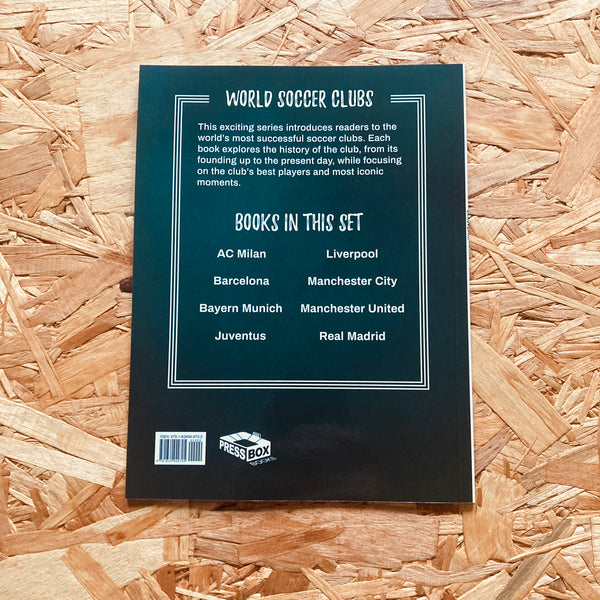 WORLD SOCCER CLUBS
This exciting series introduces readers to the
world's most successful soccer clubs. Each
book explores the history of the club, from its
founding up to the present day, while focusing
on the club's best players and most iconic
moments.
BOOKS IN THIS SET
AC Milan
Liverpool
Barcelona
Manchester City
Bayern Munich
Manchester United
Juventus
Real Madrid
PRESS BOX
BOOKS